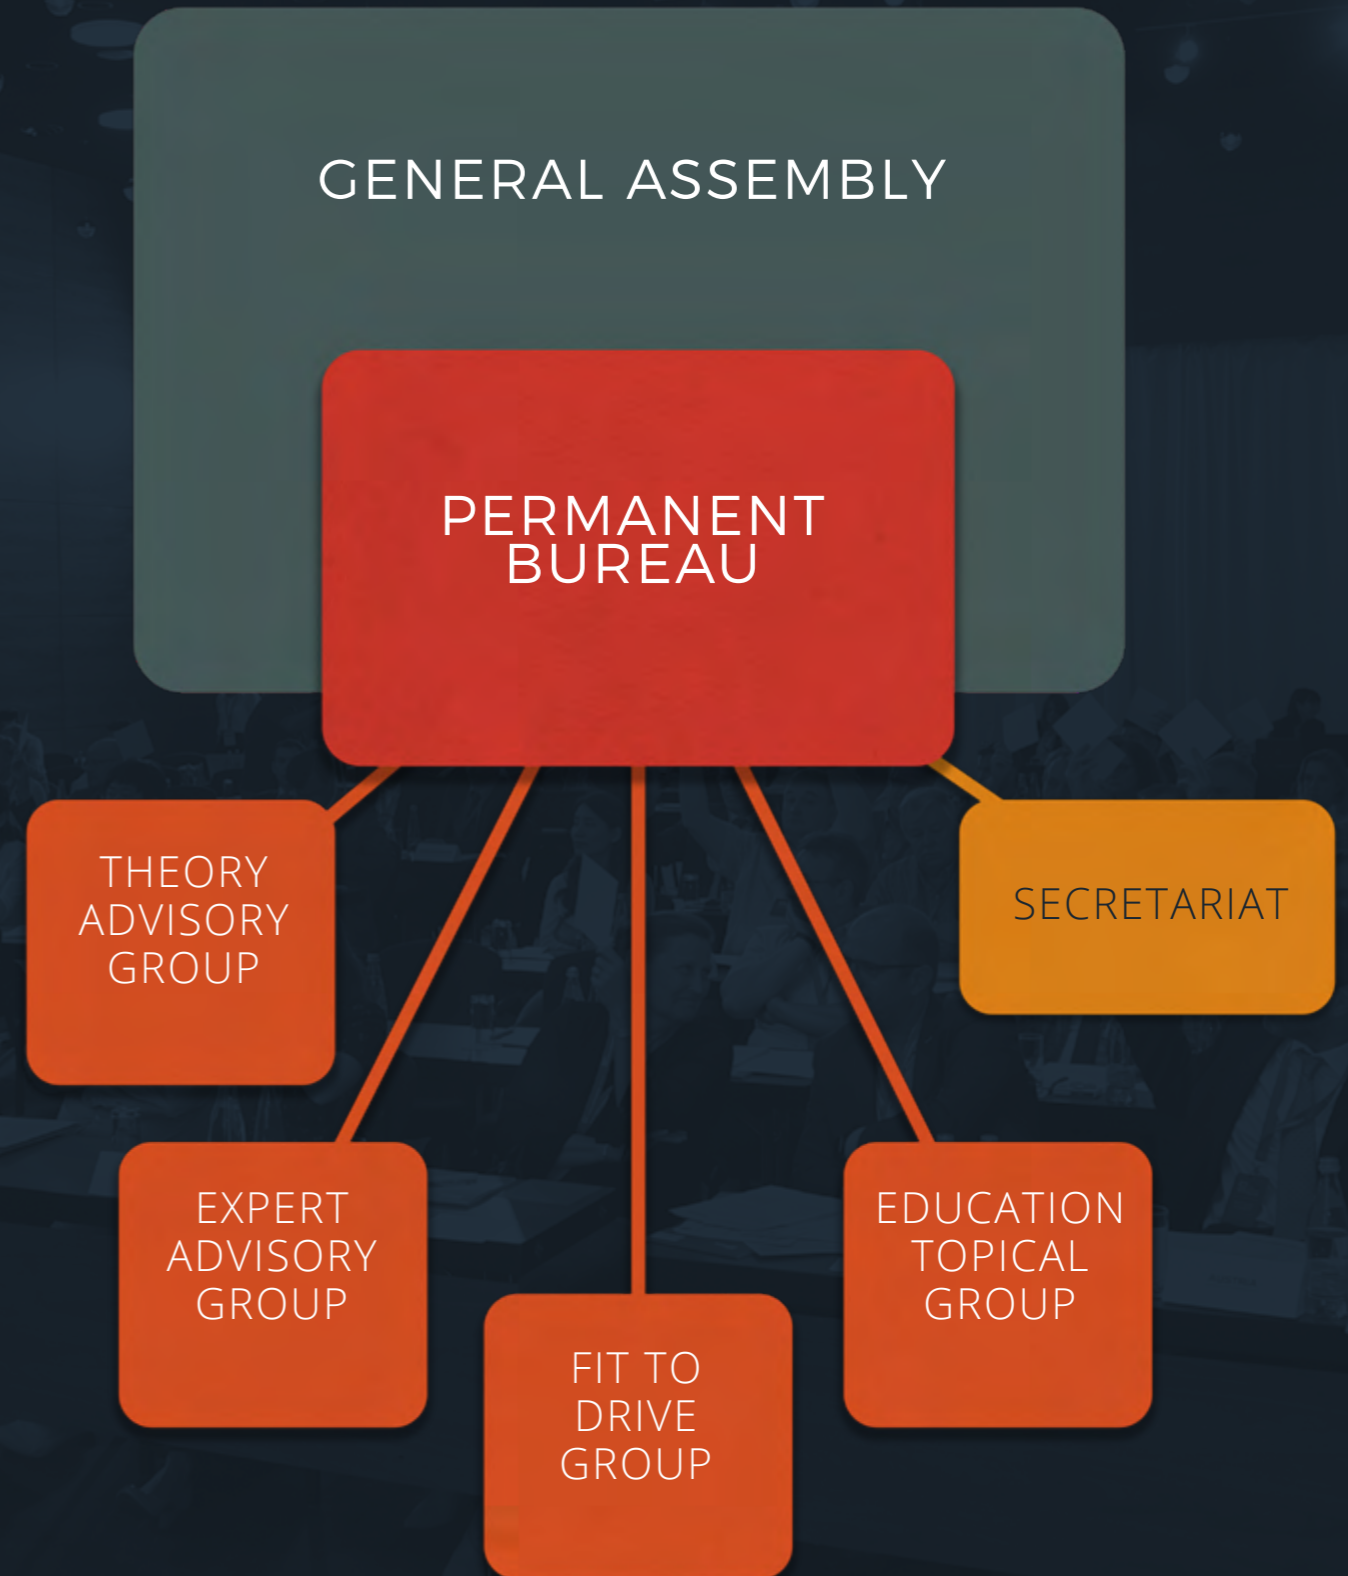 GENERAL ASSEMBLY
PERMANENT
BUREAU
THEORY
ADVISORY
GROUP
SECRETARIAT
EXPERT
ADVISORY
GROUP
EDUCATION
TOPICAL
GROUP
FIT TO
DRIVE
GROUP